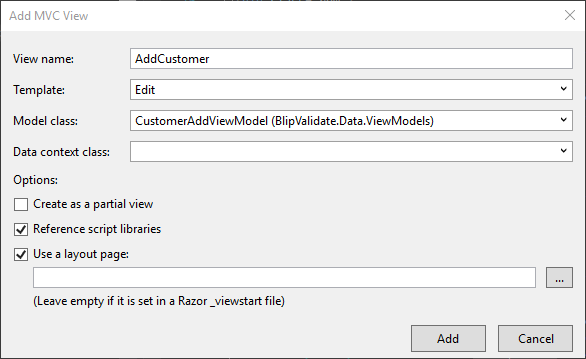 Add MVC View
View name: AddCustomer
Template: Edit
Model class: CustomerAddViewModel (BlipValidate.Data.ViewModels)
Data context class:
Options:
Create as a partial view
Reference script libraries
Use a layout page:
...
(Leave empty if it is set in a Razor _viewstart file)
Add Cancel